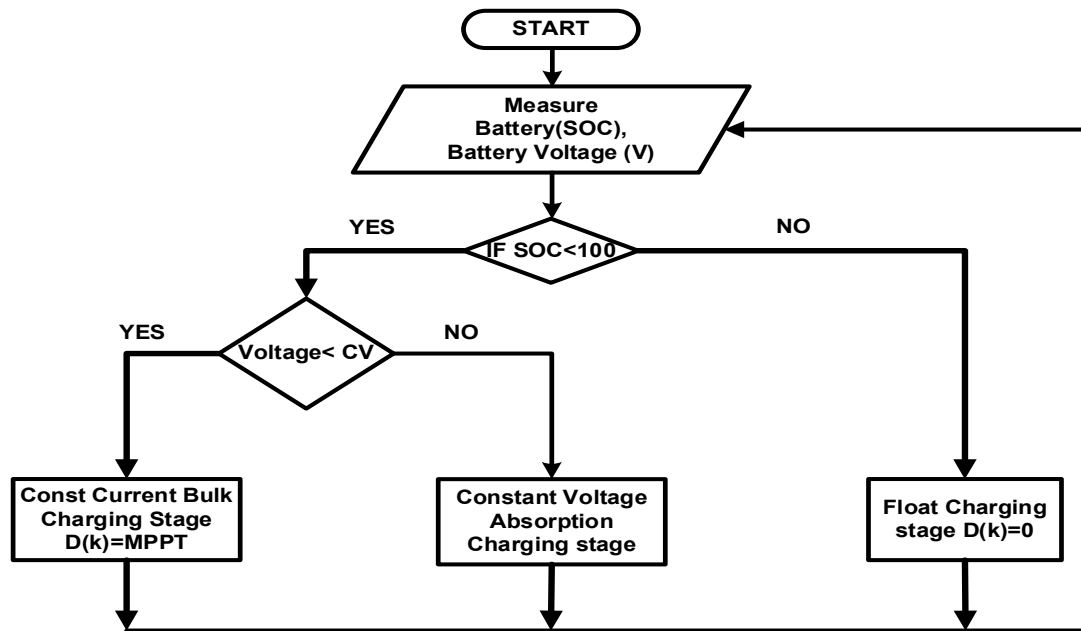 START
Measure
Battery(SOC),
Battery Voltage (V)
YES
NO
IF SOC<100
YES
NO
Voltage< CV
Const Current Bulk
Charging Stage
D(k)=MPPT
Constant Voltage
Absorption
Charging stage
Float Charging
stage D(k)=0